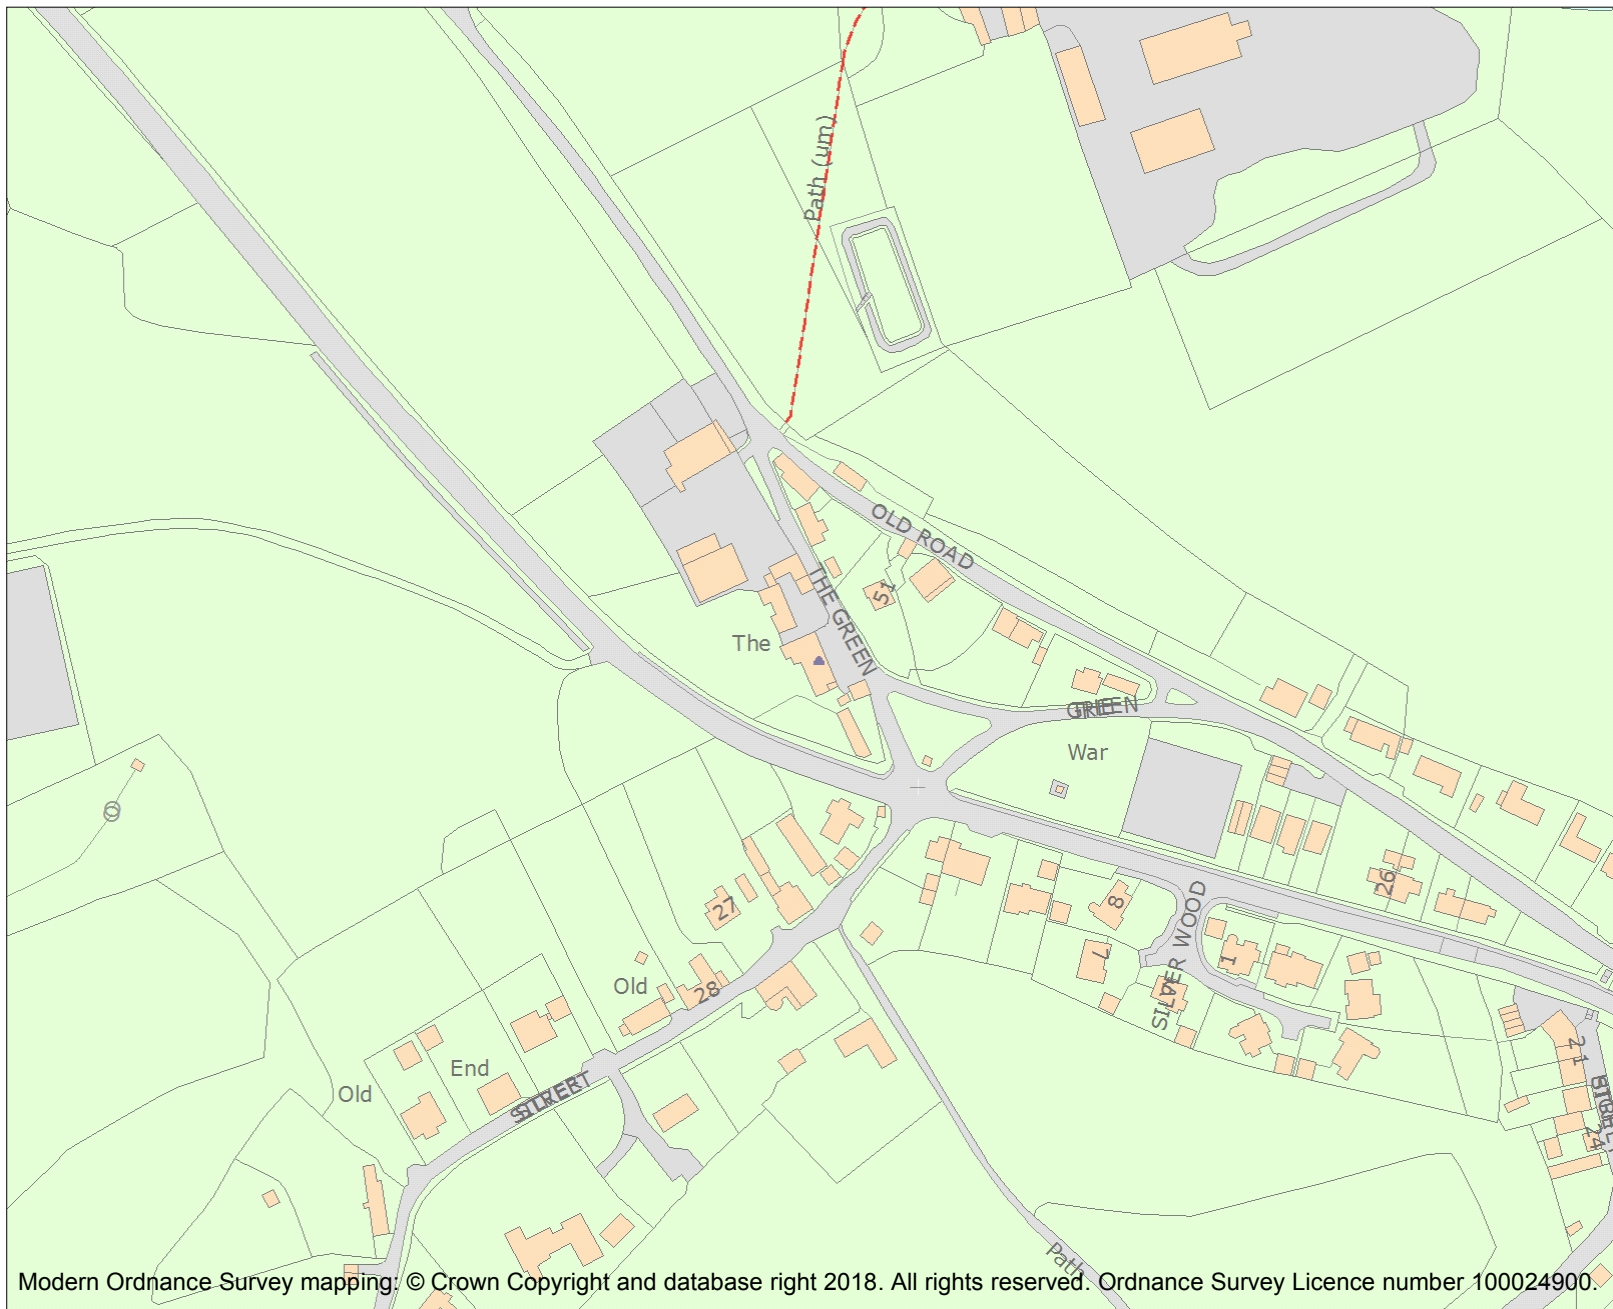 Path (um)
OLD ROAD
THE GREEN
51
The
GREEN
War
26
8
27
7
SILVER WOOD
1
Old
28
21
End
Old
STREET
24
Path
Modern Ordnance Survey mapping: © Crown Copyright and database right 2018. All rights reserved. Ordnance Survey Licence number 100024900.